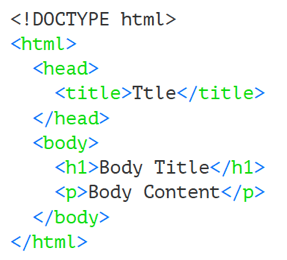 <!DOCTYPE html>
<html>
  <head>
    <title>Ttle</title>
  </head>
  <body>
    <h1>Body Title</h1>
    <p>Body Content</p>
  </body>
</html>